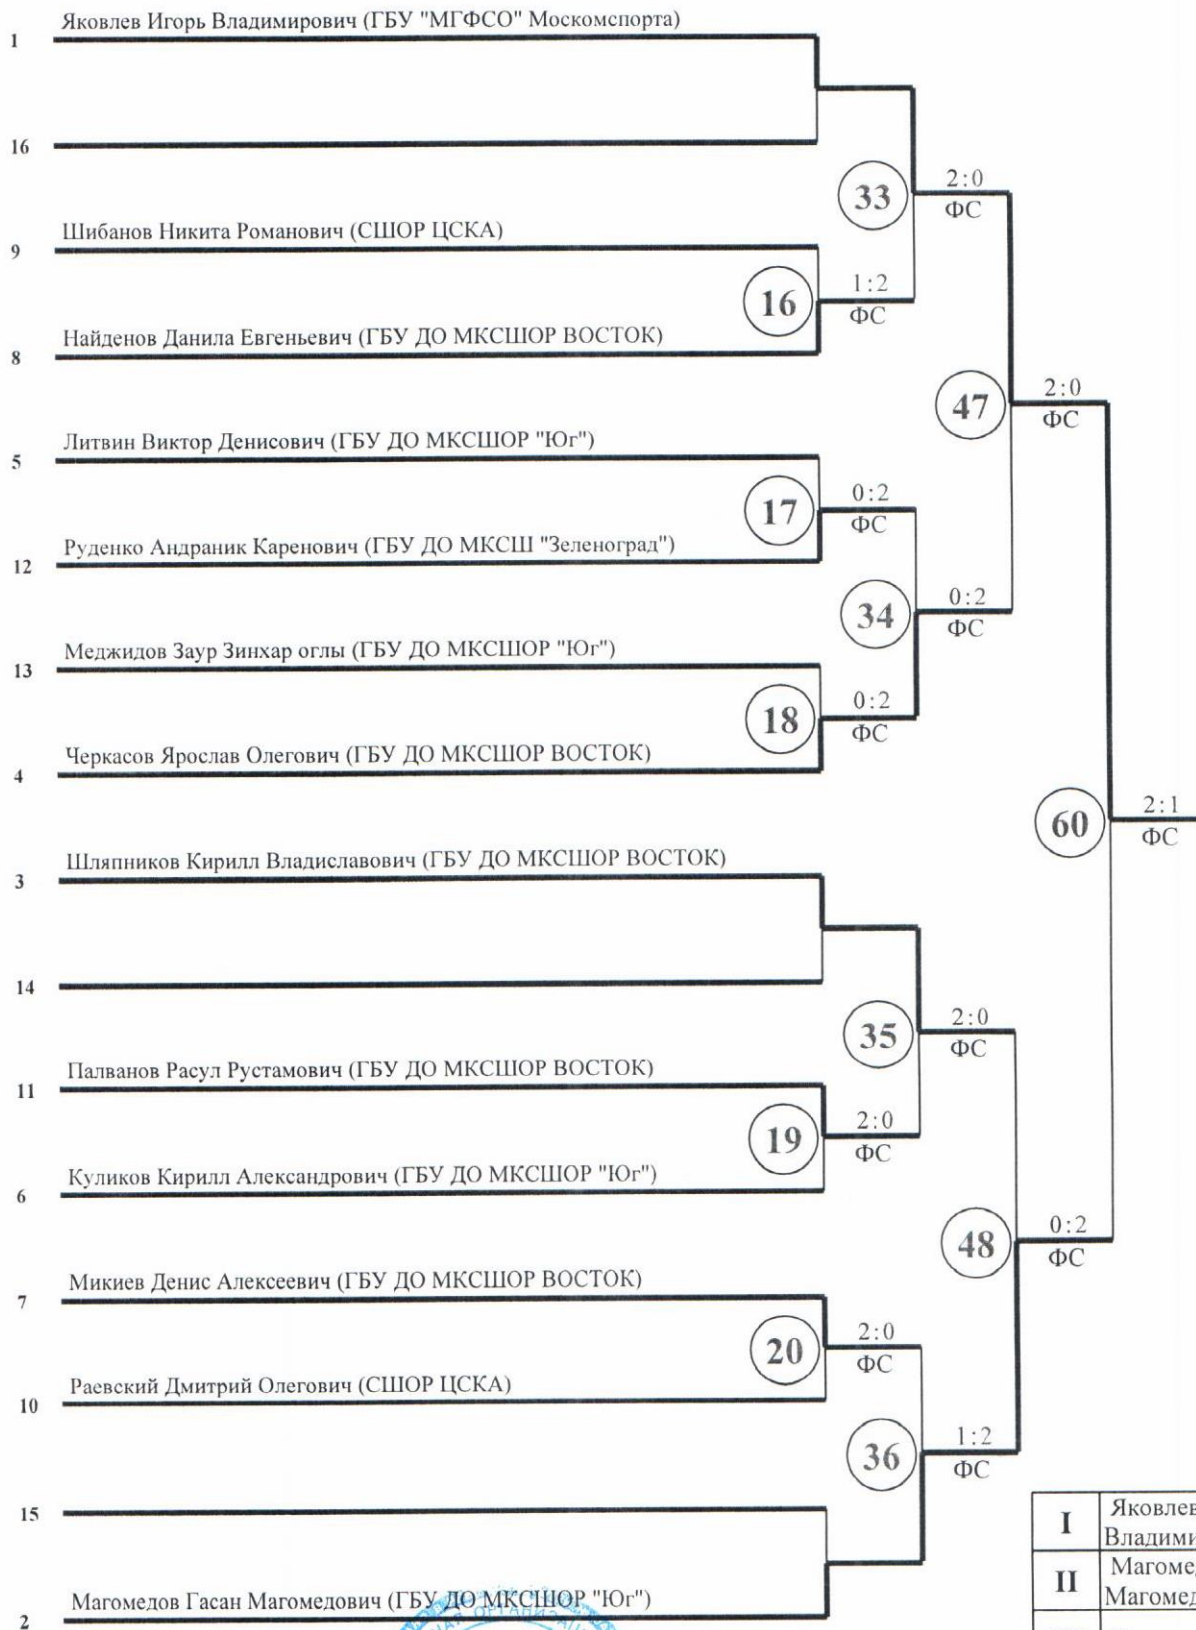 Яковлев Игорь Владимирович (ГБУ "МГФСО" Москомспорта)
1
16
33
2:0
ФС
Шибанов Никита Романович (СШОР ЦСКА)
9
16
1:2
ФС
Найденов Данила Евгеньевич (ГБУ ДО МКСШОР ВОСТОК)
8
47
2:0
ФС
Литвин Виктор Денисович (ГБУ ДО МКСШОР "Юг")
5
17
0:2
ФС
Руденко Андраник Каренович (ГБУ ДО МКСШ "Зеленоград")
12
34
0:2
ФС
Меджидов Заур Зинхар оглы (ГБУ ДО МКСШОР "Юг")
13
18
0:2
ФС
Черкасов Ярослав Олегович (ГБУ ДО МКСШОР ВОСТОК)
4
60
2:1
ФС
Шляпников Кирилл Владиславович (ГБУ ДО МКСШОР ВОСТОК)
3
14
35
2:0
ФС
Палванов Расул Рустамович (ГБУ ДО МКСШОР ВОСТОК)
11
19
2:0
ФС
Куликов Кирилл Александрович (ГБУ ДО МКСШОР "Юг")
6
48
0:2
ФС
Микиев Денис Алексеевич (ГБУ ДО МКСШОР ВОСТОК)
7
20
2:0
ФС
Раевский Дмитрий Олегович (СШОР ЦСКА)
10
36
1:2
ФС
15
Магомедов Гасан Магомедович (ГБУ ДО МКСШОР "Юг")
2
I
Яковлев
Владими
II
Магомед
Магомед